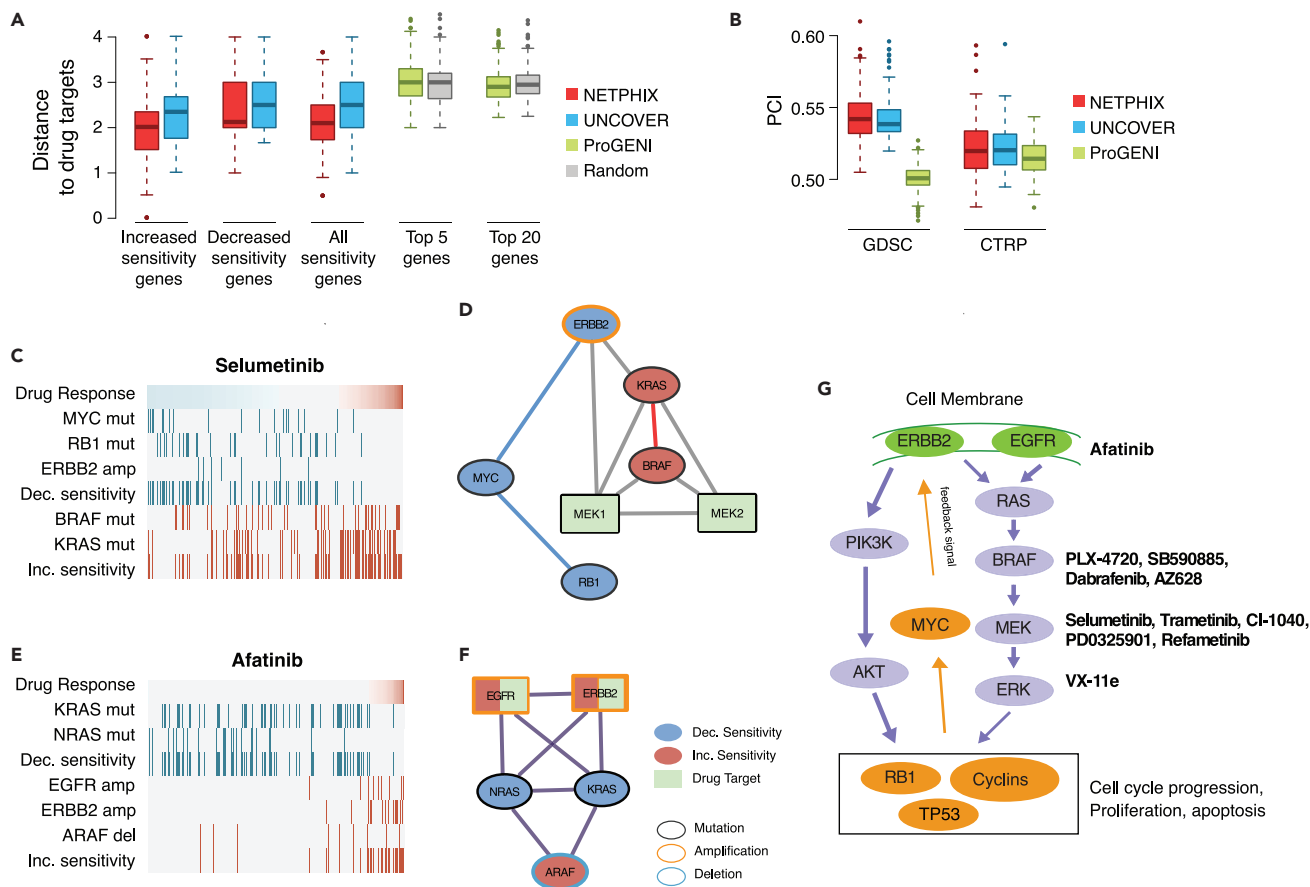 A
4
3
2
1
0
Distance
to drug targets
Increased
sensitivity
genes
Decreased
sensitivity
genes
All
sensitivity
genes
Top 5
genes
Top 20
genes
NETPHIX
UNCOVER
ProGENI
Random
B
0.60
0.55
0.50
PCI
GDSC
CTRP
NETPHIX
UNCOVER
ProGENI
C
Selumetinib
Drug Response
MYC mut
RB1 mut
ERBB2 amp
Dec. sensitivity
BRAF mut
KRAS mut
Inc. sensitivity
D
ERBB2
KRAS
BRAF
MYC
MEK1
MEK2
RB1
E
Afatinib
Drug Response
KRAS mut
NRAS mut
Dec. sensitivity
EGFR amp
ERBB2 amp
ARAF del
Inc. sensitivity
F
EGFR
ERBB2
NRAS
KRAS
ARAF
Dec. Sensitivity
Inc. Sensitivity
Drug Target
Mutation
Amplification
Deletion
G
Cell Membrane
ERBB2
EGFR
Afatinib
RAS
feedback signal
PIK3K
BRAF
PLX-4720, SB590885,
Dabrafenib, AZ628
MYC
MEK
Selumetinib, Trametinib, CI-1040,
PD0325901, Refametinib
AKT
ERK
VX-11e
RB1
Cyclins
TP53
Cell cycle progression,
Proliferation, apoptosis